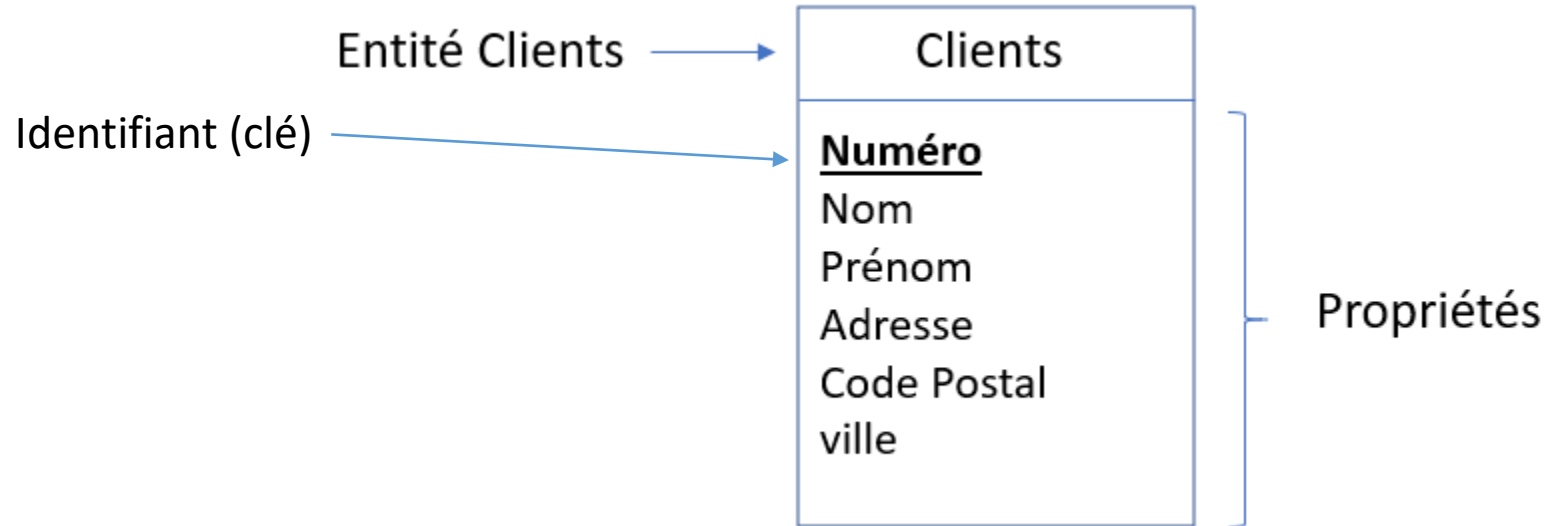 Entité Clients
Clients
Identifiant (clé)
Numéro
Nom
Prénom
Adresse
Code Postal
ville
Propriétés